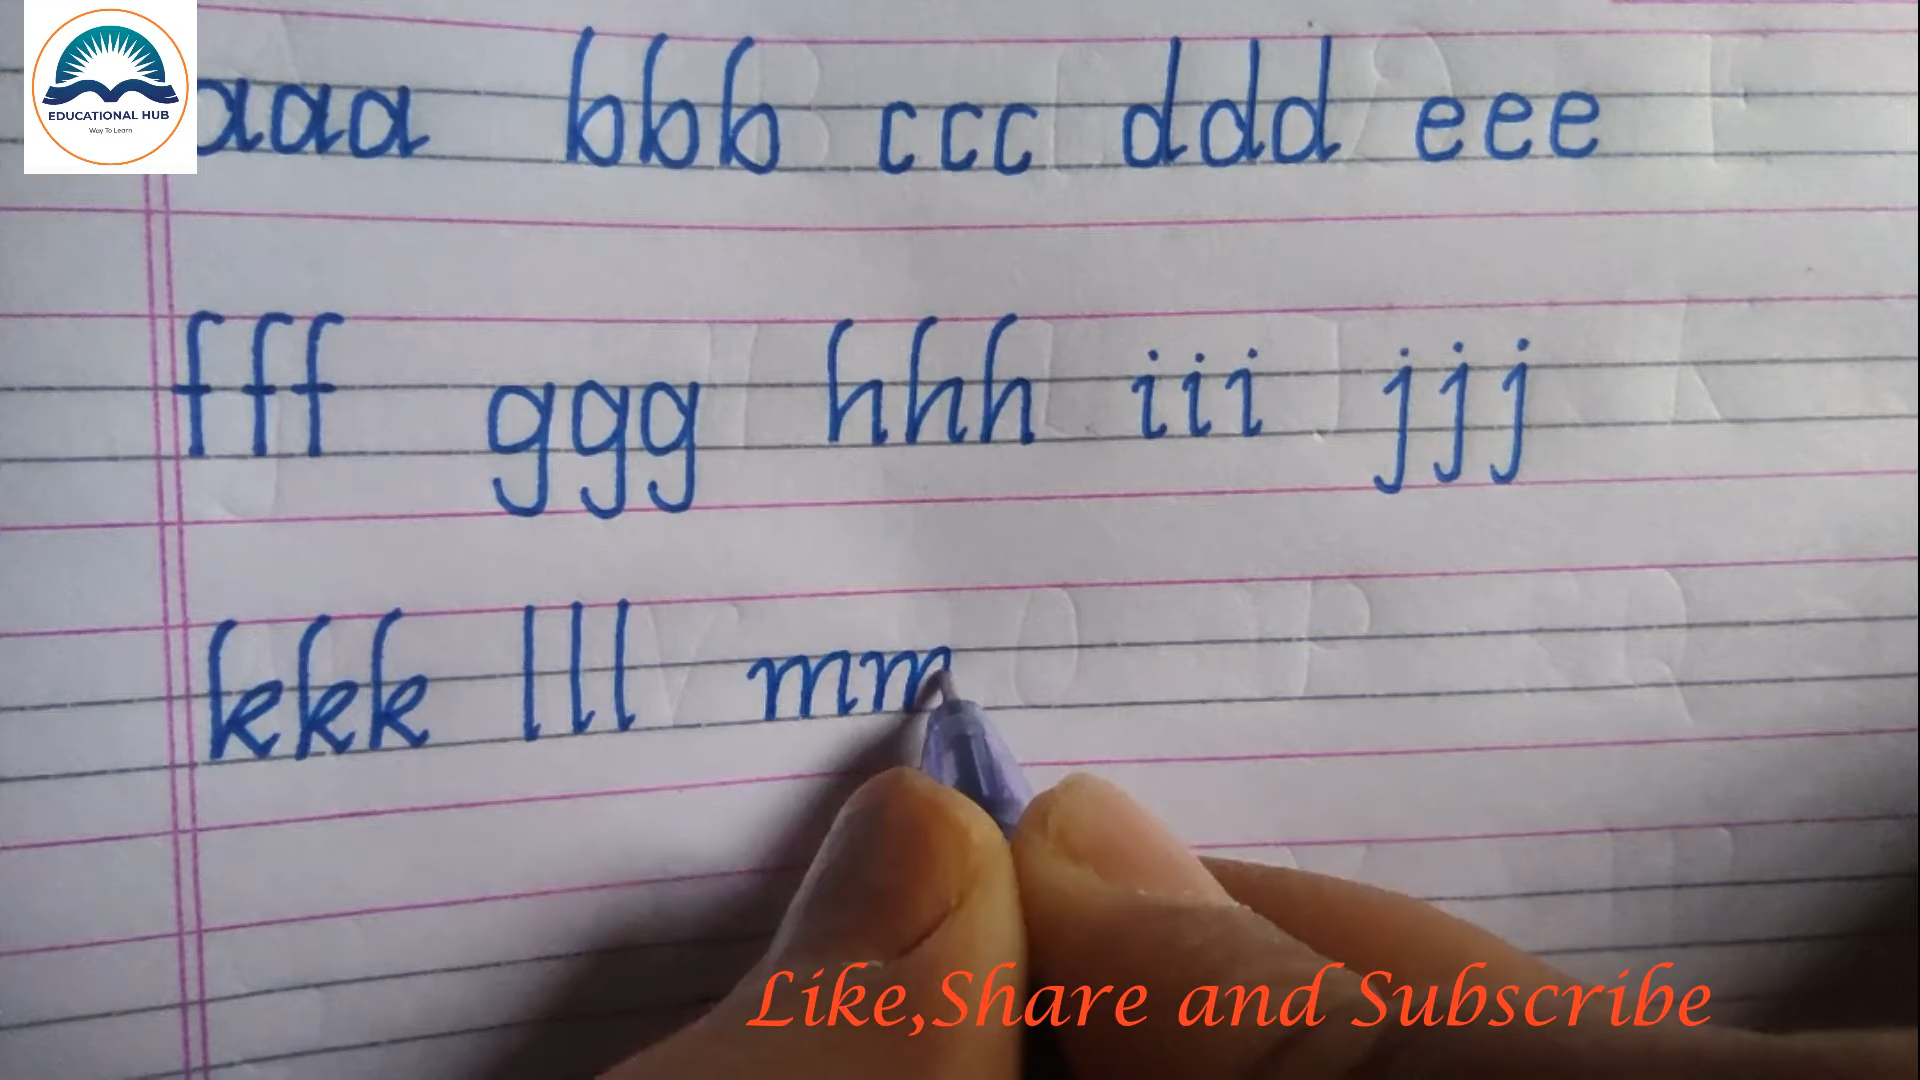 EDUCATIONAL HUB
Way To Learn
aaa bbb ccc ddd eee
fff ggg hhh iii jjj
kkk lll mm
Like,Share and Subscribe